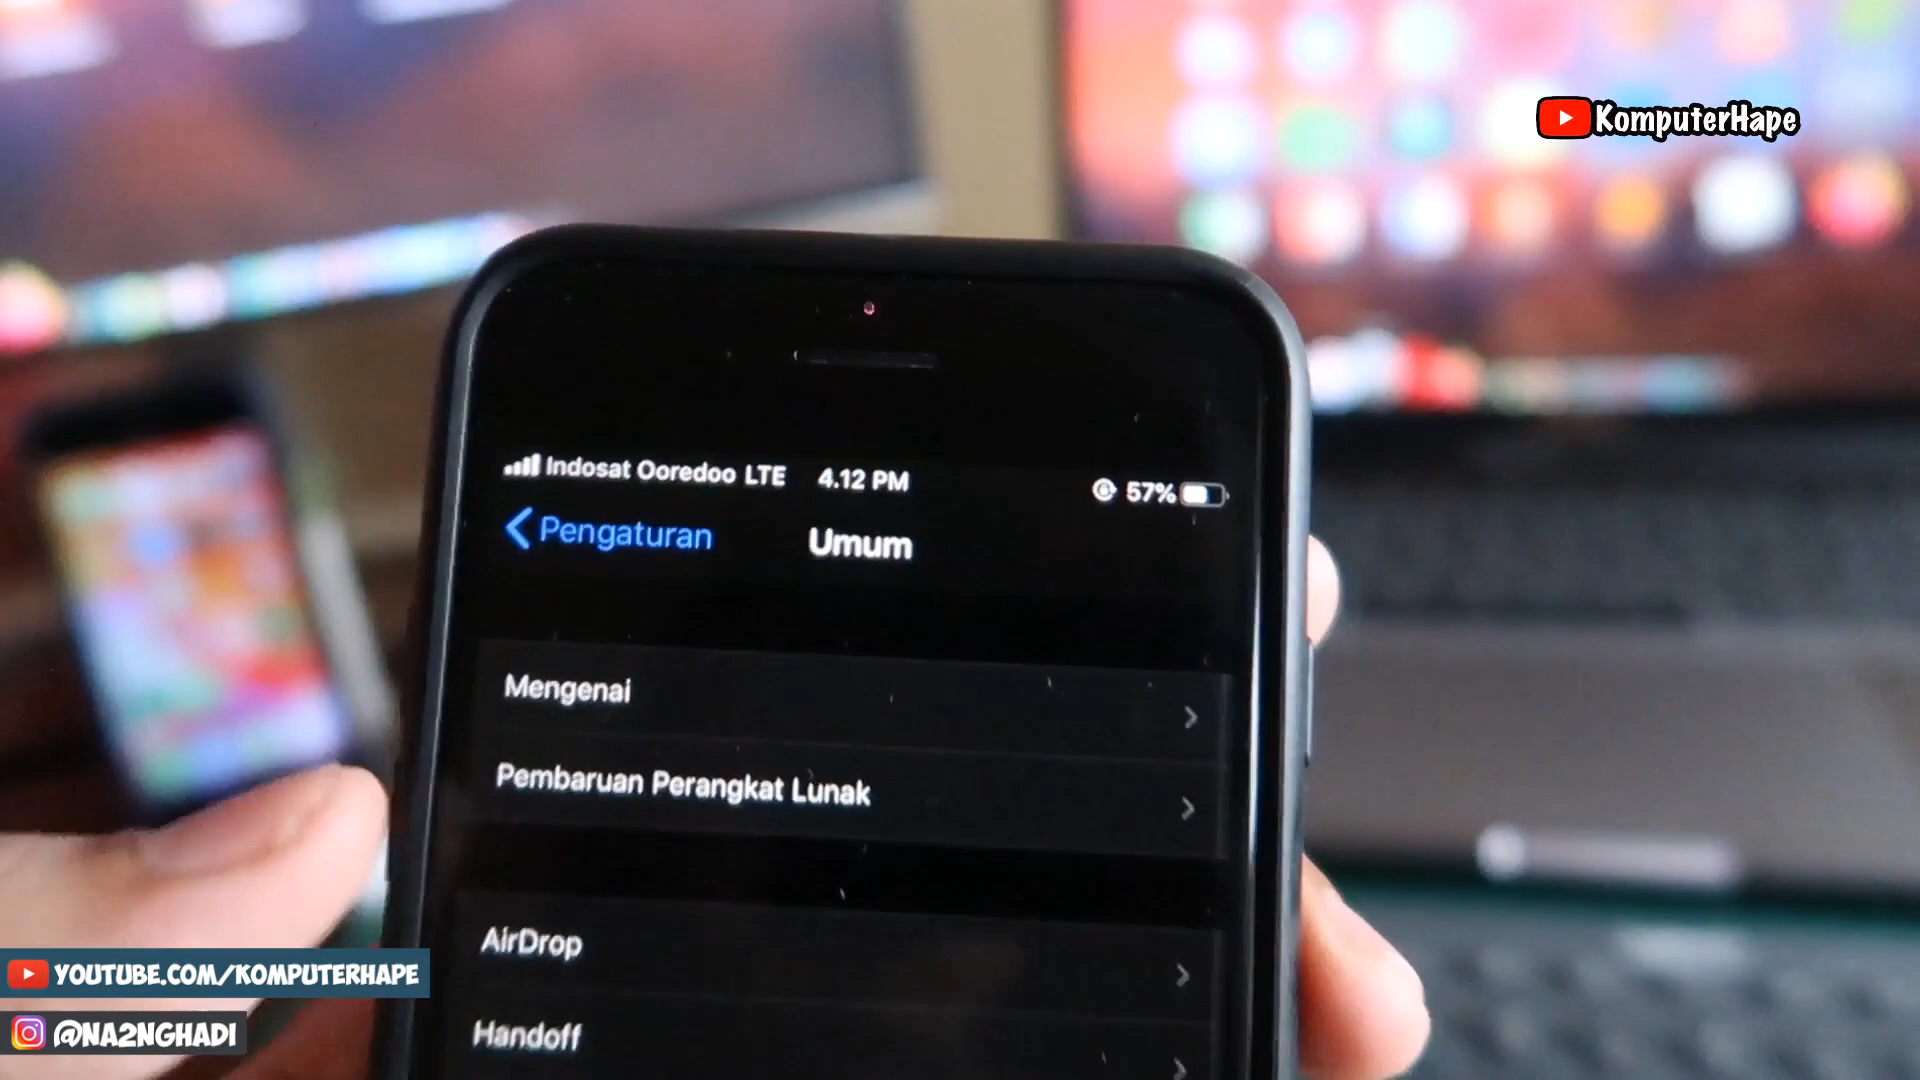 KomputerHape
Indosat Ooredoo LTE 4.12 PM 57%
Pengaturan Umum
Mengenai
Pembaruan Perangkat Lunak
AirDrop
Handoff
YOUTUBE.COM/KOMPUTERHAPE
@NA2NGHADI